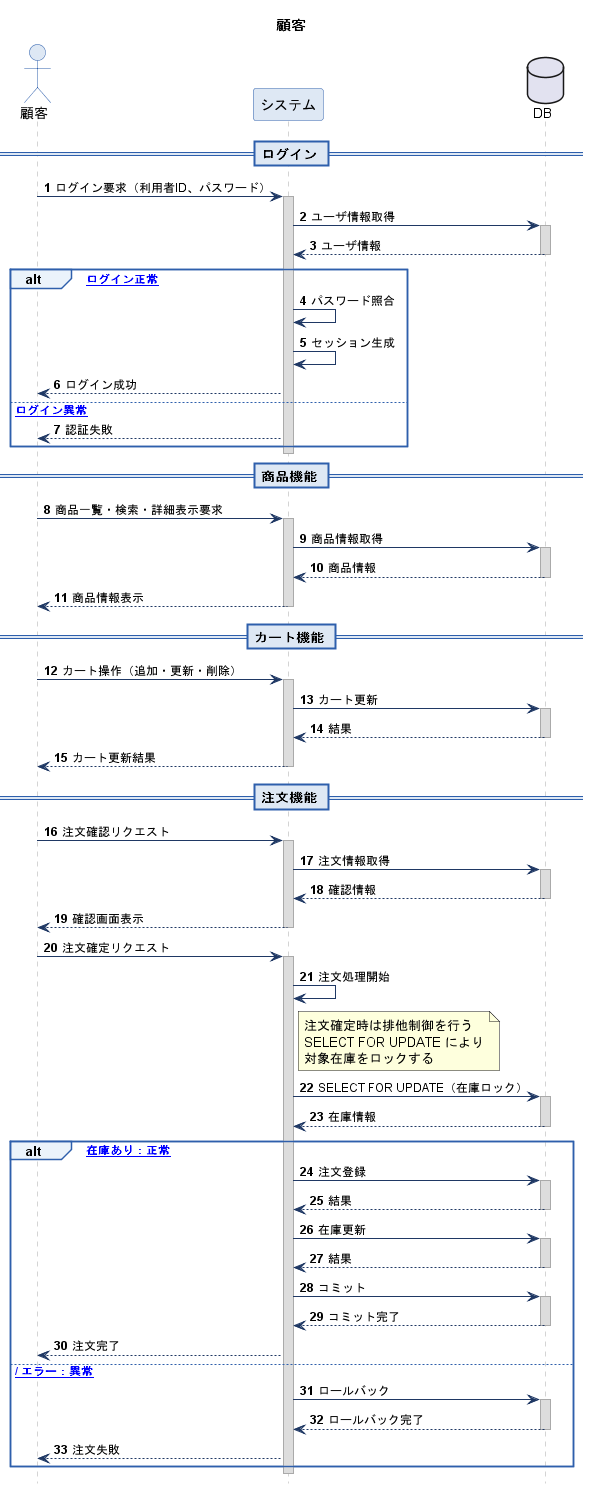 顧客
顧客
システム
DB
ログイン
1 ログイン要求（利用者ID、パスワード）
2 ユーザ情報取得
3 ユーザ情報
alt
ログイン正常
4 パスワード照合
5 セッション生成
6 ログイン成功
ログイン異常
7 認証失敗
商品機能
8 商品一覧・検索・詳細表示要求
9 商品情報取得
10 商品情報
11 商品情報表示
カート機能
12 カート操作（追加・更新・削除）
13 カート更新
14 結果
15 カート更新結果
注文機能
16 注文確認リクエスト
17 注文情報取得
18 確認情報
19 確認画面表示
20 注文確定リクエスト
21 注文処理開始
注文確定時は排他制御を行う
SELECT FOR UPDATE により
対象在庫をロックする
22 SELECT FOR UPDATE（在庫ロック）
23 在庫情報
alt
在庫あり：正常
24 注文登録
25 結果
26 在庫更新
27 結果
28 コミット
29 コミット完了
30 注文完了
/ エラー：異常
31 ロールバック
32 ロールバック完了
33 注文失敗